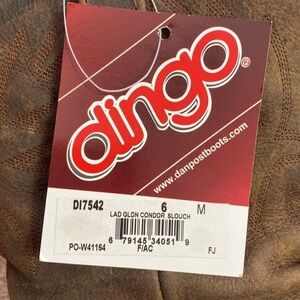 dingo®
www.danpostboots.com
DI7542 6 M
LAD GLDN CONDOR SLOUCH
6 79145 34051 9
PO-W41164 F/AC FJ